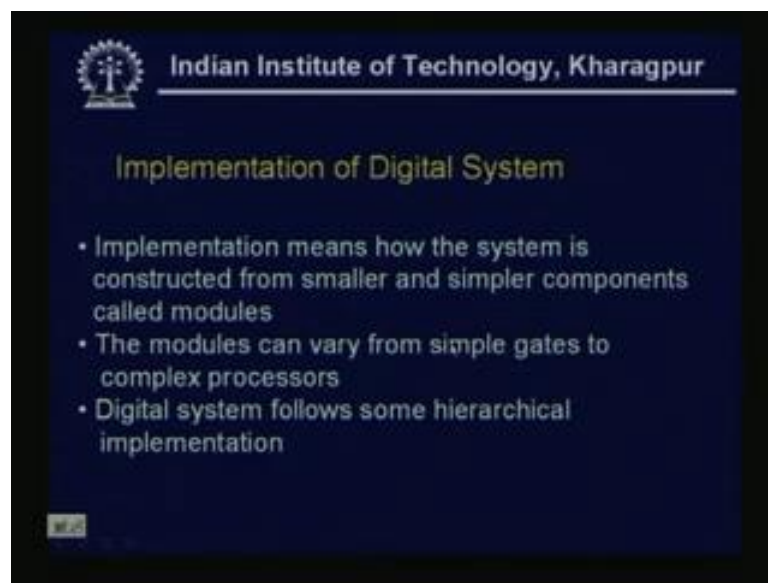 Indian Institute of Technology, Kharagpur
Implementation of Digital System
• Implementation means how the system is
constructed from smaller and simpler components
called modules
• The modules can vary from simple gates to
complex processors
• Digital system follows some hierarchical
implementation